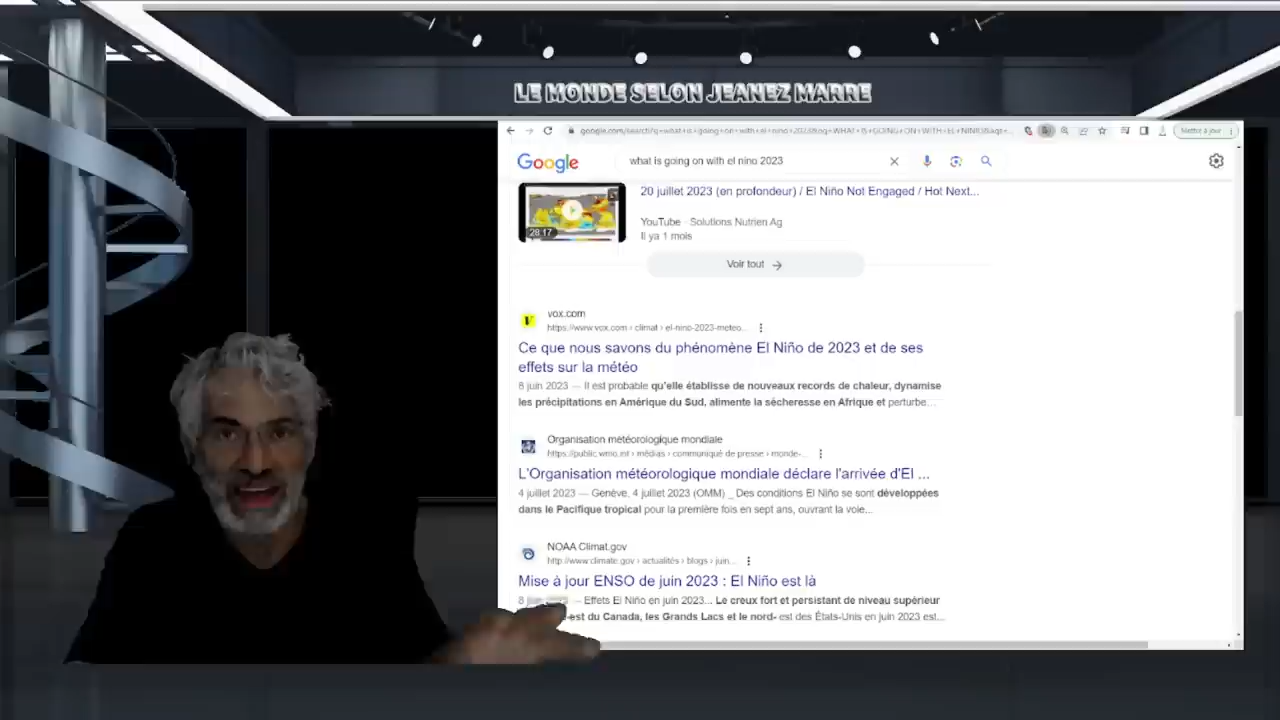 LE MONDE SELON JEANEZ MARRE
Mettre à jour
Google
what is going on with el nino 2023
20 juillet 2023 (en profondeur) / El Niño Not Engaged / Hot Next...
YouTube · Solutions Nutrien Ag
Il y a 1 mois
28:17
Voir tout →
vox.com
https://www.vox.com › climat › el-nino-2023-meteo...
Ce que nous savons du phénomène El Niño de 2023 et de ses
effets sur la météo
8 juin 2023 — Il est probable qu'elle établisse de nouveaux records de chaleur, dynamise
les précipitations en Amérique du Sud, alimente la sécheresse en Afrique et perturbe...
Organisation météorologique mondiale
https://public.wmo.int › médias › communiqué de presse › monde-...
L'Organisation météorologique mondiale déclare l'arrivée d'El ...
4 juillet 2023 — Genève, 4 juillet 2023 (OMM) _ Des conditions El Niño se sont développées
dans le Pacifique tropical pour la première fois en sept ans, ouvrant la voie...
NOAA Climat.gov
http://www.climate.gov › actualités › blogs › juin...
Mise à jour ENSO de juin 2023 : El Niño est là
8 — Effets El Niño en juin 2023... Le creux fort et persistant de niveau supérieur
-est du Canada, les Grands Lacs et le nord- est des États-Unis en juin 2023 est...